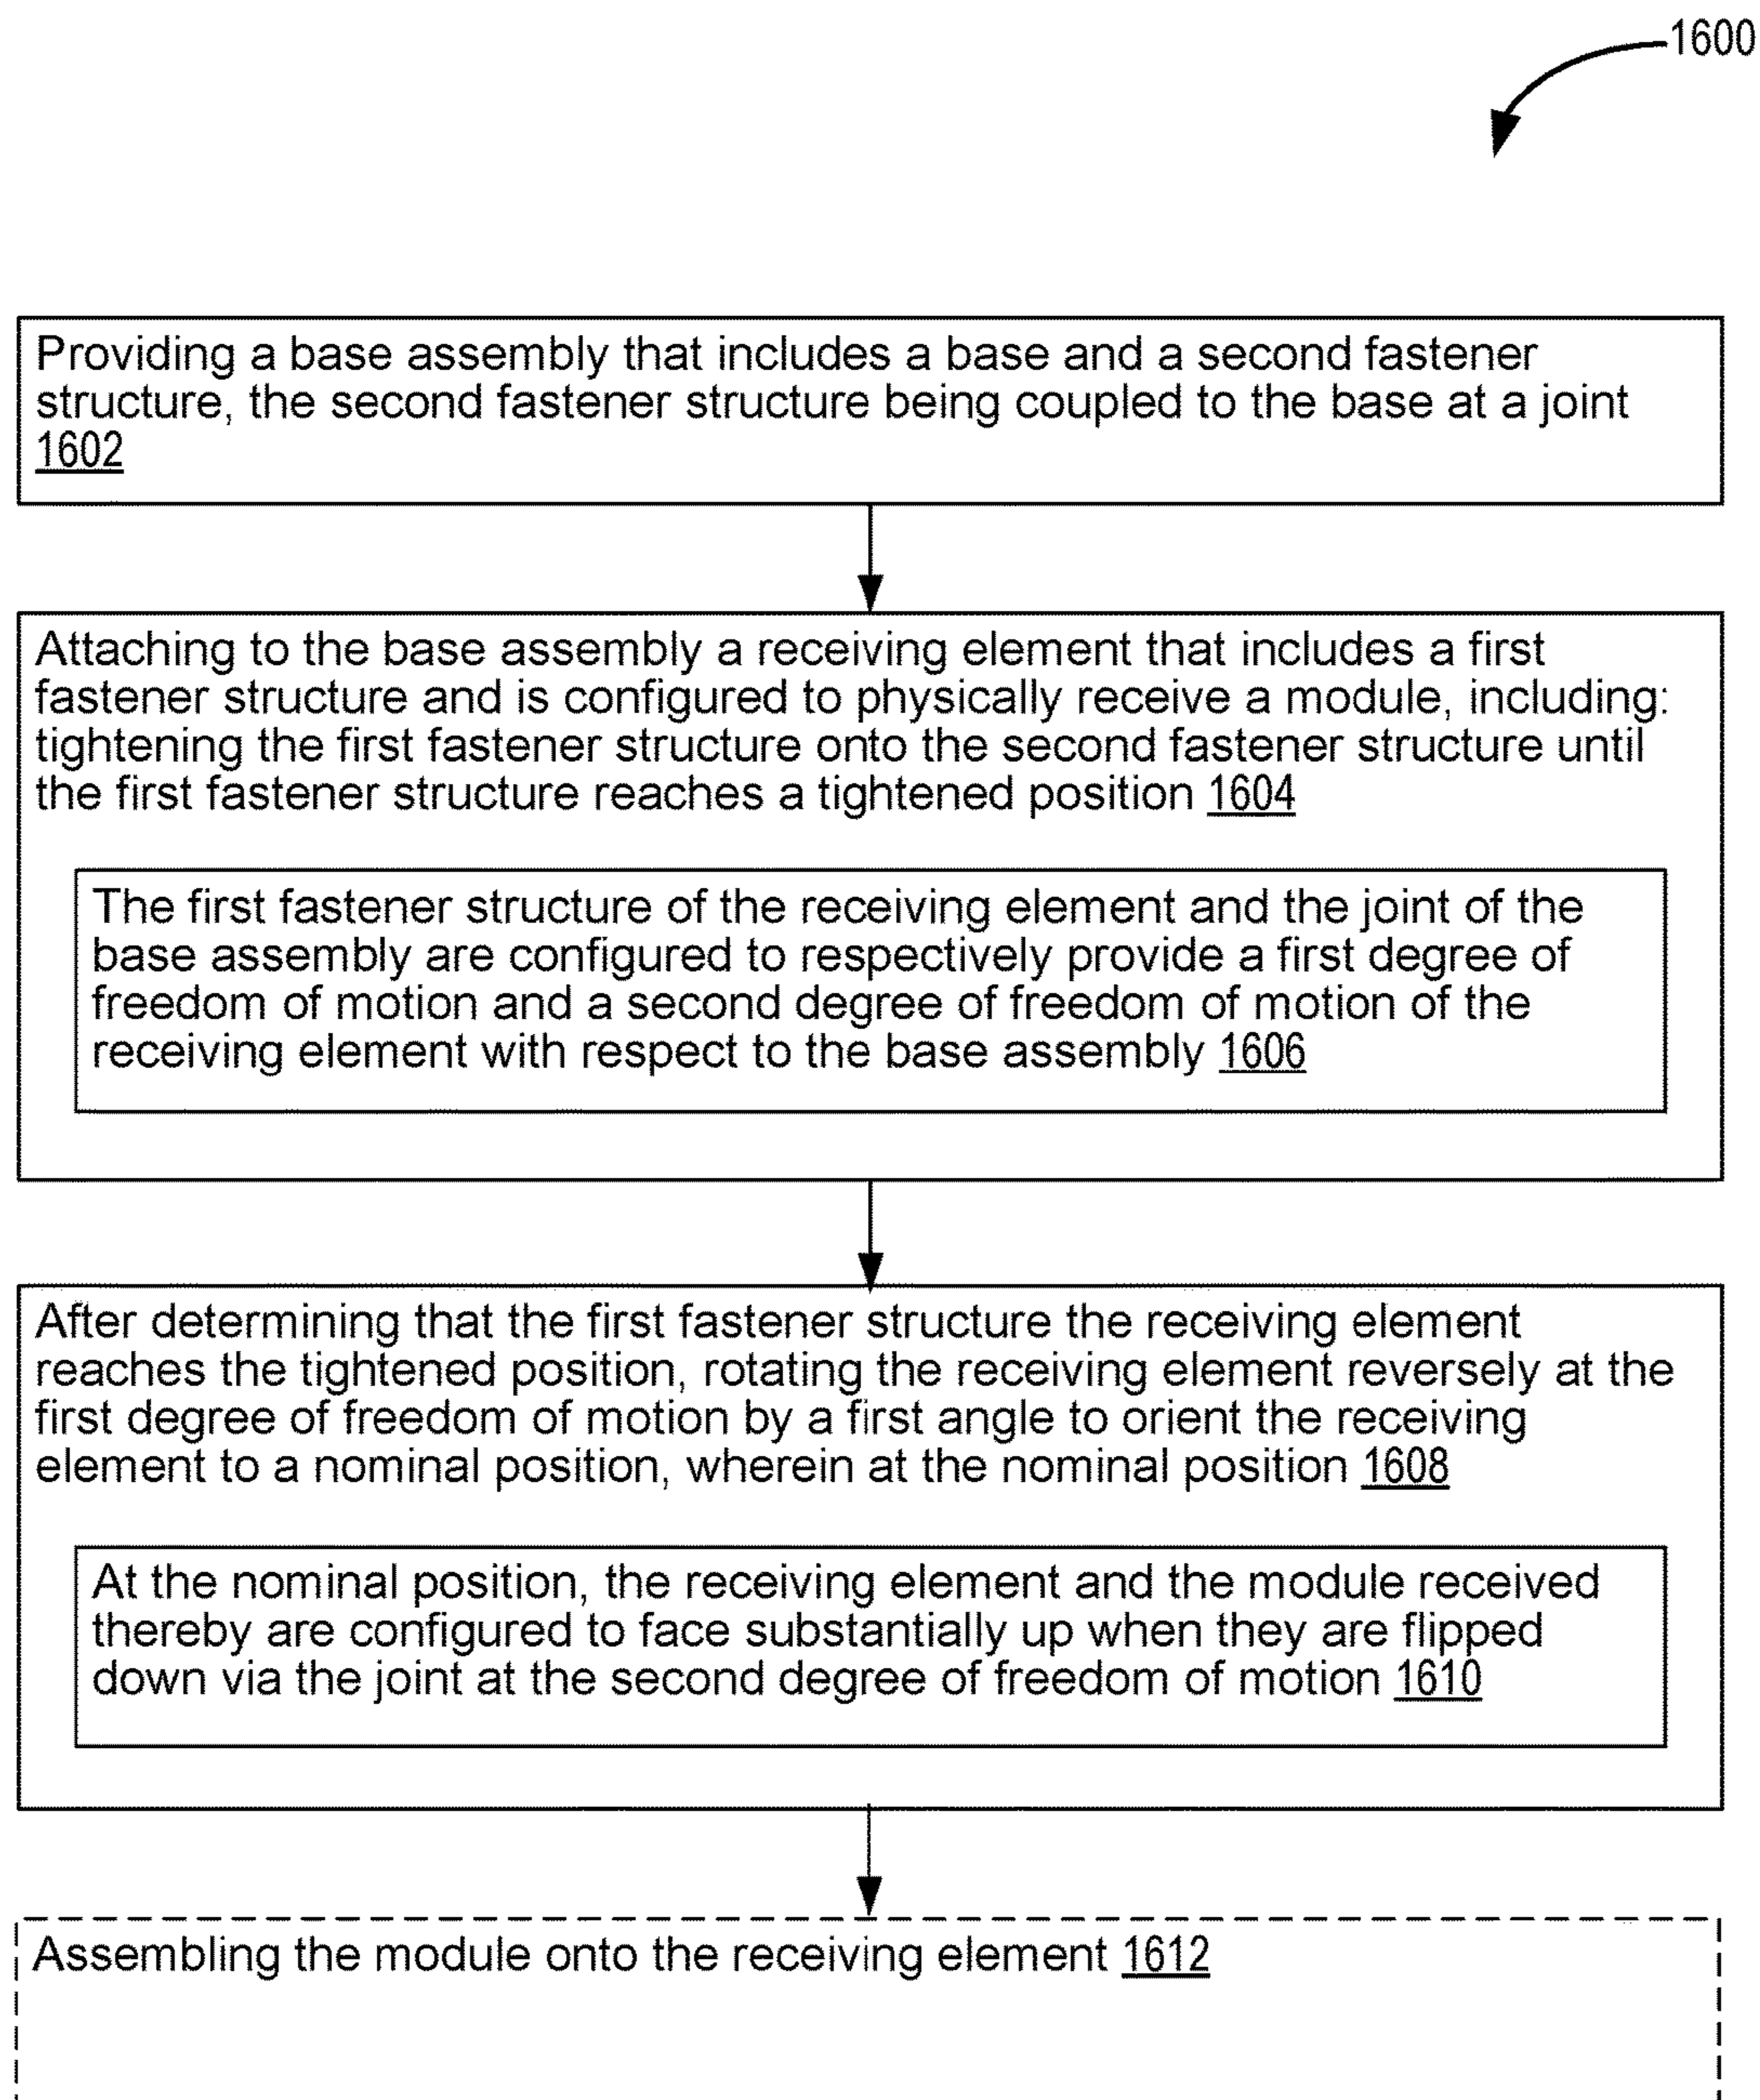 1600
Providing a base assembly that includes a base and a second fastener
structure, the second fastener structure being coupled to the base at a joint
1602
Attaching to the base assembly a receiving element that includes a first
fastener structure and is configured to physically receive a module, including:
tightening the first fastener structure onto the second fastener structure until
the first fastener structure reaches a tightened position 1604
The first fastener structure of the receiving element and the joint of the
base assembly are configured to respectively provide a first degree of
freedom of motion and a second degree of freedom of motion of the
receiving element with respect to the base assembly 1606
After determining that the first fastener structure the receiving element
reaches the tightened position, rotating the receiving element reversely at the
first degree of freedom of motion by a first angle to orient the receiving
element to a nominal position, wherein at the nominal position 1608
At the nominal position, the receiving element and the module received
thereby are configured to face substantially up when they are flipped
down via the joint at the second degree of freedom of motion 1610
Assembling the module onto the receiving element 1612